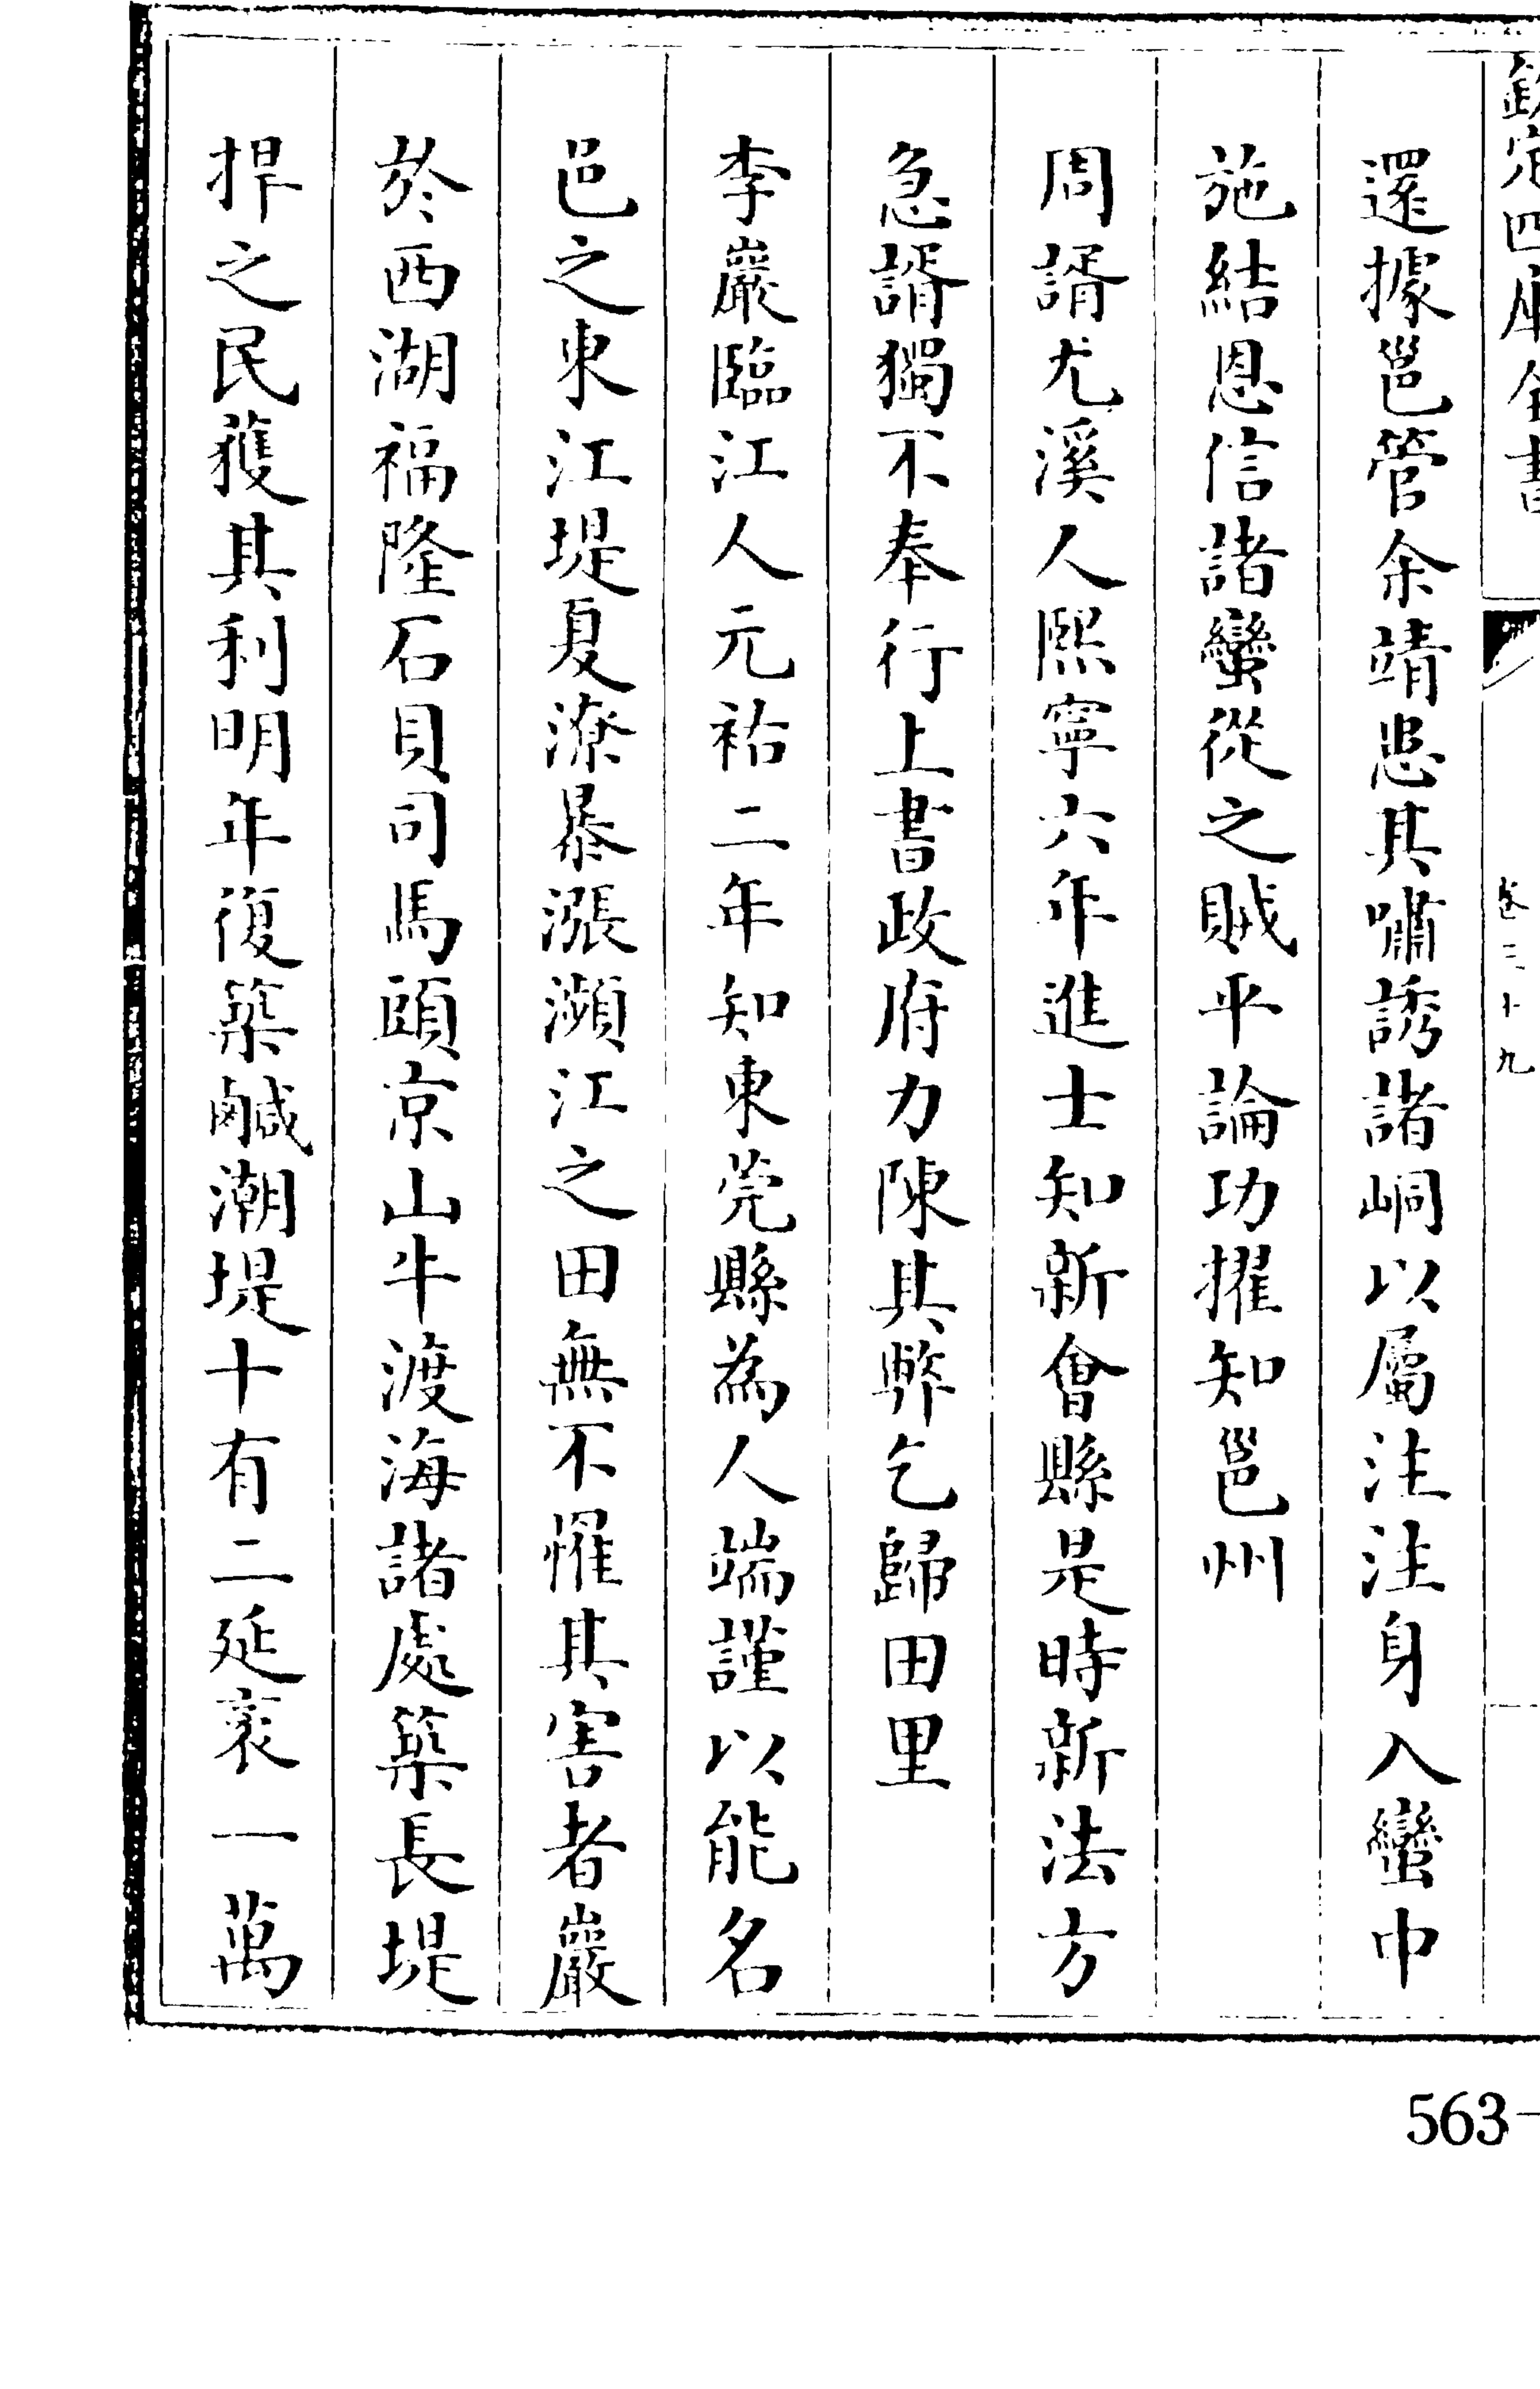 欽定四庫全書
卷三十九
還據邕管余靖患其嘯誘諸峒以屬注注身入蠻中
施結恩信諸蠻從之賊平論功擢知邕州
周諝尤溪人熙寧六年進士知新會縣是時新法方
急諝獨不奉行上書政府力陳其弊乞歸田里
李巖臨江人元祐二年知東莞縣為人端謹以能名
邑之東江堤夏潦暴漲瀕江之田無不懼其害者巖
於西湖福隆石貝司馬頭京山牛渡海諸處築長堤
捍之民獲其利明年復築鹹潮堤十有二延袤一萬
563-